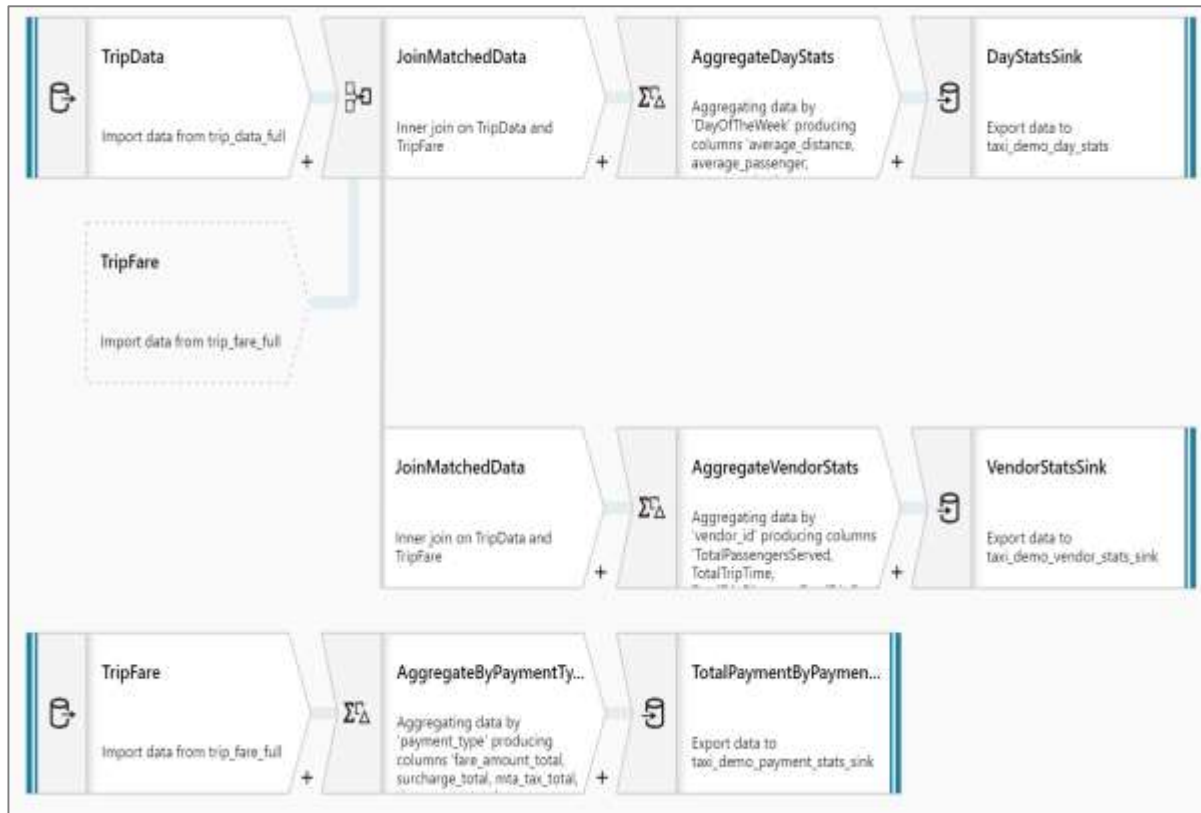 TripData
Import data from trip_data_full
+
JoinMatchedData
Inner join on TripData and
TripFare
+
AggregateDayStats
Aggregating data by
'DayOfTheWeek' producing
columns 'average_distance,
average_passenger,
+
DayStatsSink
Export data to
taxi_demo_day_stats
TripFare
Import data from trip_fare_full
JoinMatchedData
Inner join on TripData and
TripFare
+
AggregateVendorStats
Aggregating data by
'vendor_id' producing columns
'TotalPassengersServed,
TotalTripTime,
+
VendorStatsSink
Export data to
taxi_demo_vendor_stats_sink
TripFare
Import data from trip_fare_full
+
AggregateByPaymentTy...
Aggregating data by
'payment_type' producing
columns 'fare_amount_total,
surcharge_total, mta_tax_total,
+
TotalPaymentByPaymen...
Export data to
taxi_demo_payment_stats_sink